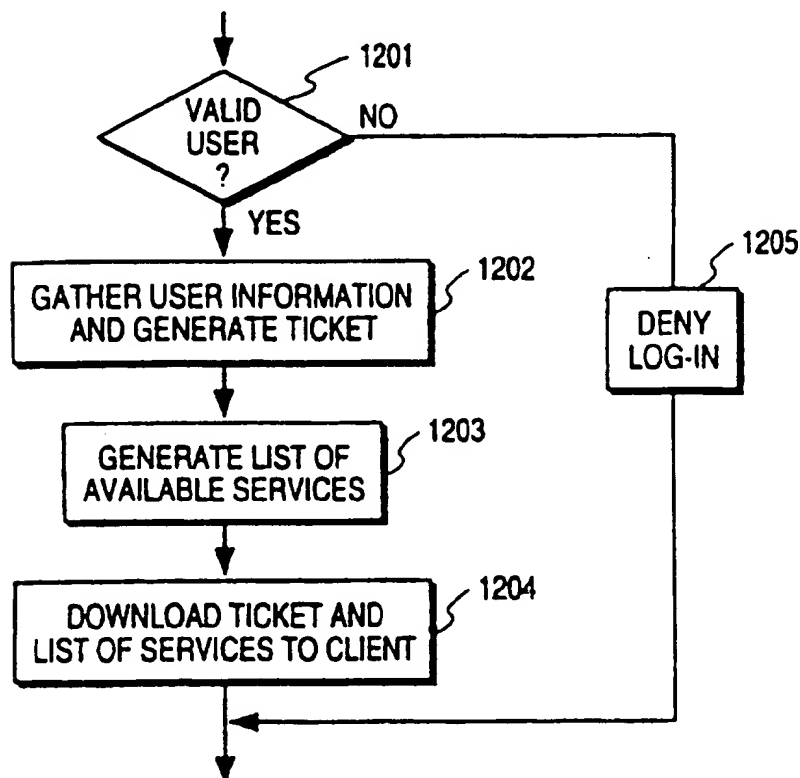 1201
VALID
USER
?
NO
YES
1202
GATHER USER INFORMATION
AND GENERATE TICKET
1205
DENY
LOG-IN
1203
GENERATE LIST OF
AVAILABLE SERVICES
1204
DOWNLOAD TICKET AND
LIST OF SERVICES TO CLIENT